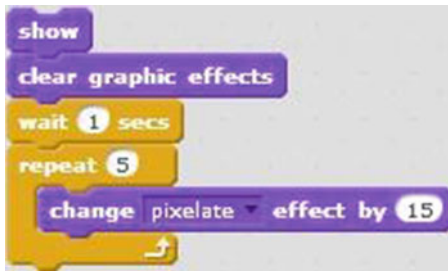 show
clear graphic effects
wait 1 secs
repeat 5
change pixelate effect by 15